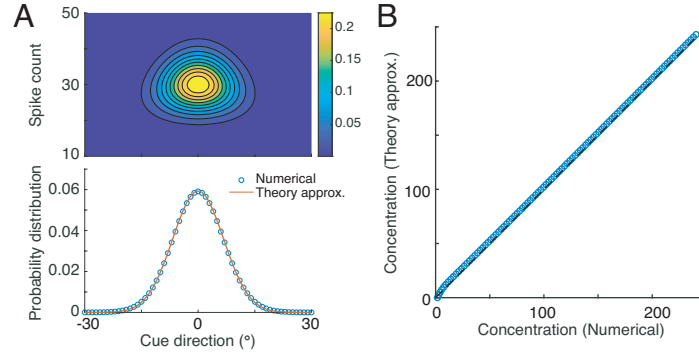 A
50
30
10
Spike count
0.2
0.15
0.1
0.05
0.06
0.04
0.02
0
Probability distribution
Numerical
Theory approx.
-30
0
30
Cue direction (°)
B
200
100
0
Concentration (Theory approx.)
0
100
200
Concentration (Numerical)